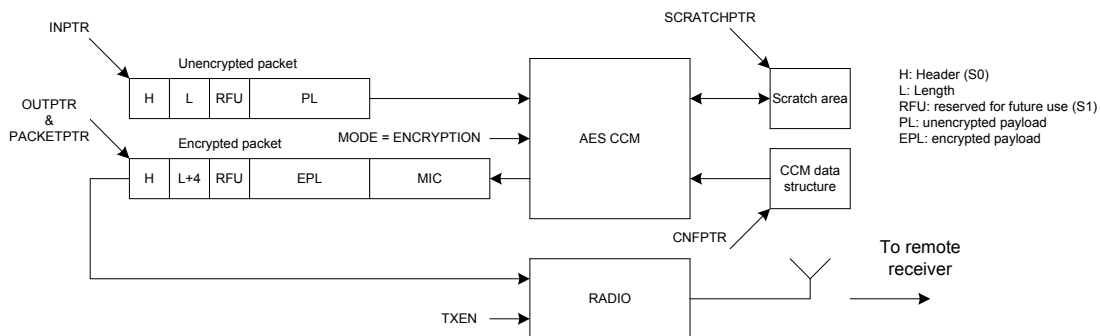 SCRATCHPTR
INPTR
Unencrypted packet
H L RFU PL
OUTPTR
&
PACKETPTR
MODE = ENCRYPTION
Encrypted packet
H L+4 RFU EPL MIC
AES CCM
Scratch area
CCM data
structure
CNFPTR
H: Header (S0)
L: Length
RFU: reserved for future use (S1)
PL: unencrypted payload
EPL: encrypted payload
To remote
receiver
RADIO
TXEN